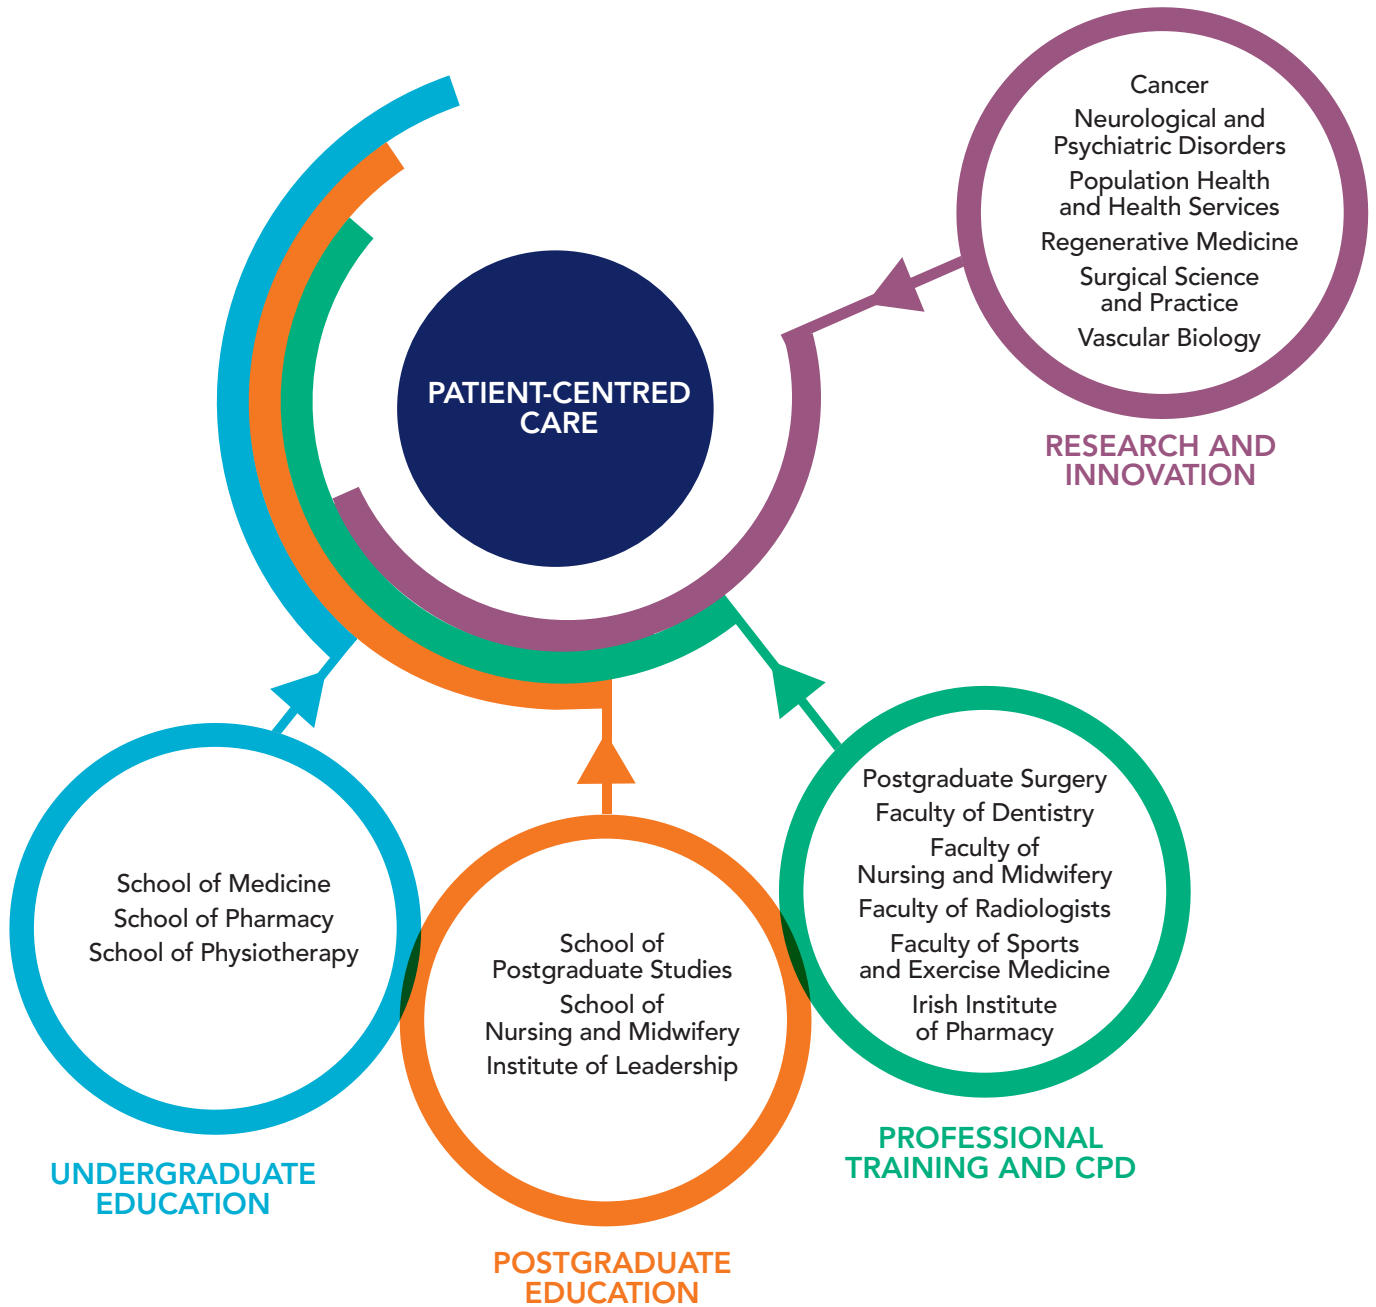 Cancer
Neurological and
Psychiatric Disorders
Population Health
and Health Services
Regenerative Medicine
Surgical Science
and Practice
Vascular Biology
RESEARCH AND
INNOVATION
PATIENT-CENTRED
CARE
School of Medicine
School of Pharmacy
School of Physiotherapy
UNDERGRADUATE
EDUCATION
School of
Postgraduate Studies
School of
Nursing and Midwifery
Institute of Leadership
POSTGRADUATE
EDUCATION
Postgraduate Surgery
Faculty of Dentistry
Faculty of
Nursing and Midwifery
Faculty of Radiologists
Faculty of Sports
and Exercise Medicine
Irish Institute
of Pharmacy
PROFESSIONAL
TRAINING AND CPD